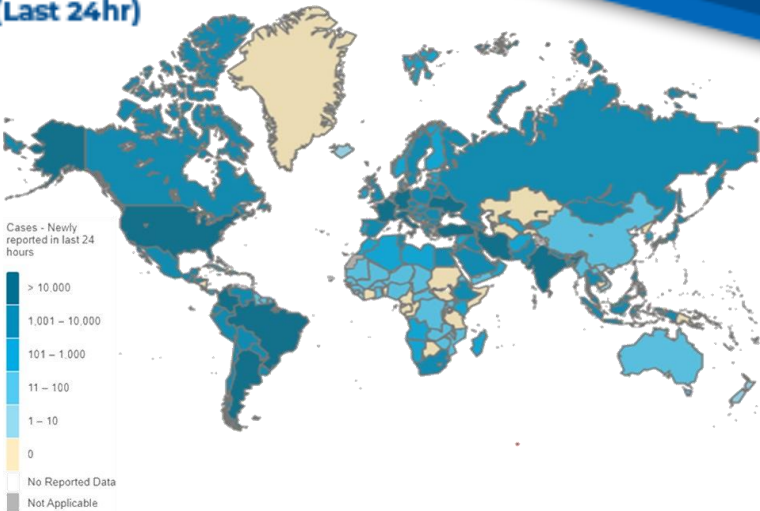 (Last 24hr)
Cases - Newly
reported in last 24
hours
> 10.000
1,001 – 10,000
101 – 1.000
11 – 100
1 – 10
0
No Reported Data
Not Applicable